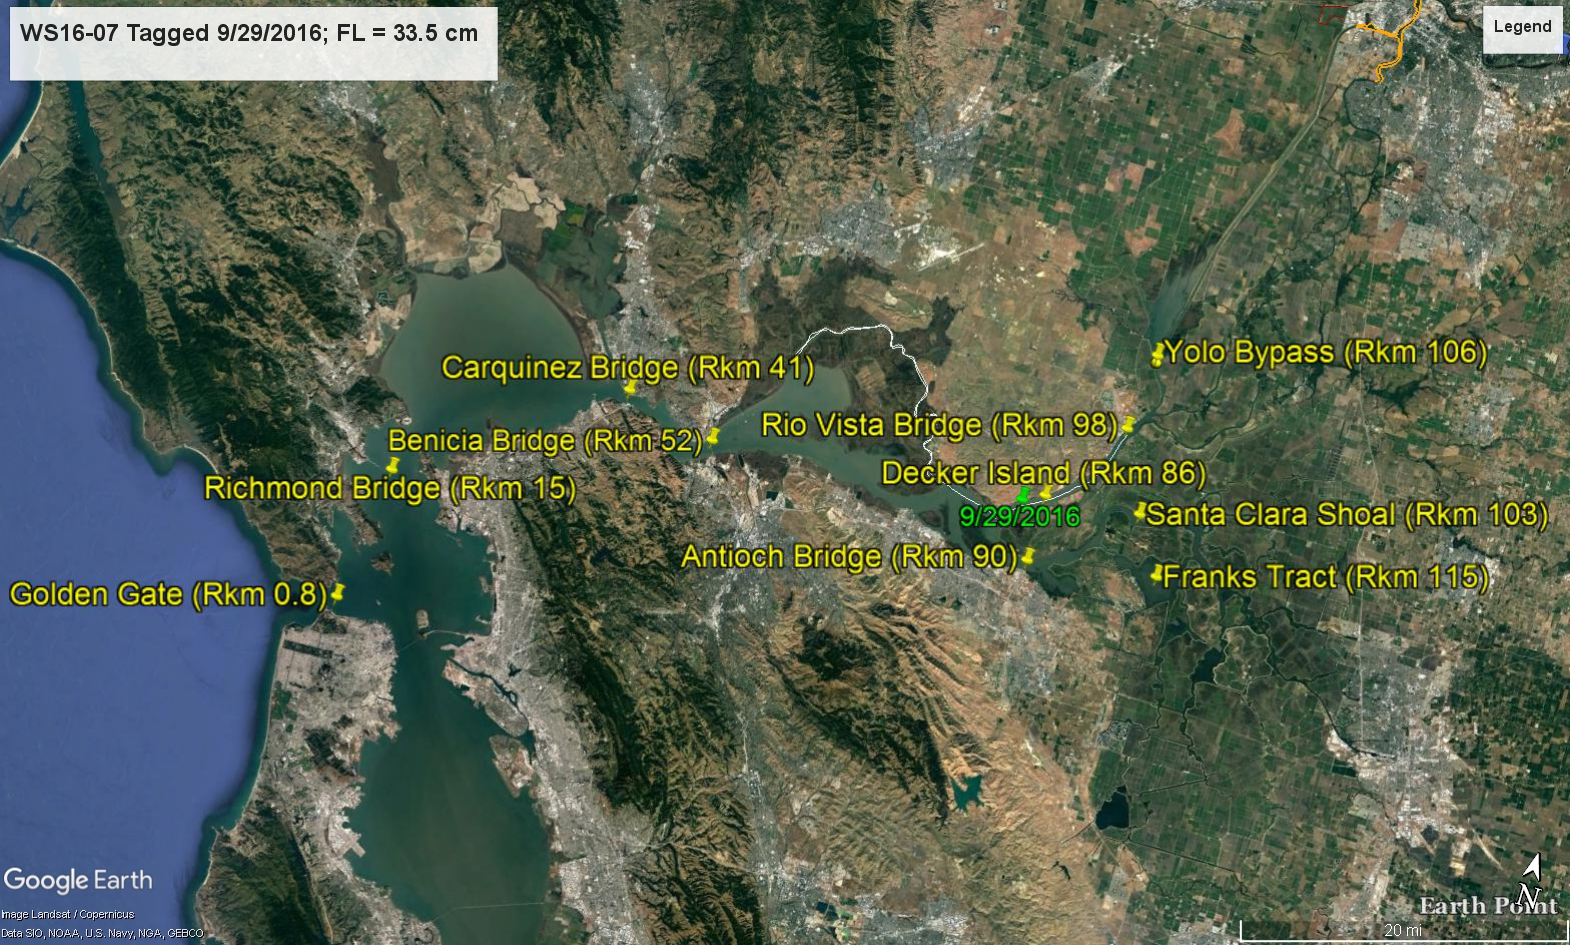 WS16-07 Tagged 9/29/2016; FL = 33.5 cm
Legend
Yolo Bypass (Rkm 106)
Carquinez Bridge (Rkm 41)
Rio Vista Bridge (Rkm 98)
Benicia Bridge (Rkm 52)
Decker Island (Rkm 86)
Richmond Bridge (Rkm 15)
9/29/2016
Santa Clara Shoal (Rkm 103)
Antioch Bridge (Rkm 90)
Franks Tract (Rkm 115)
Golden Gate (Rkm 0.8)
Google Earth
Image Landsat / Copernicus
Data SIO, NOAA, U.S. Navy, NGA, GEBCO
N
Earth Point
20 mi